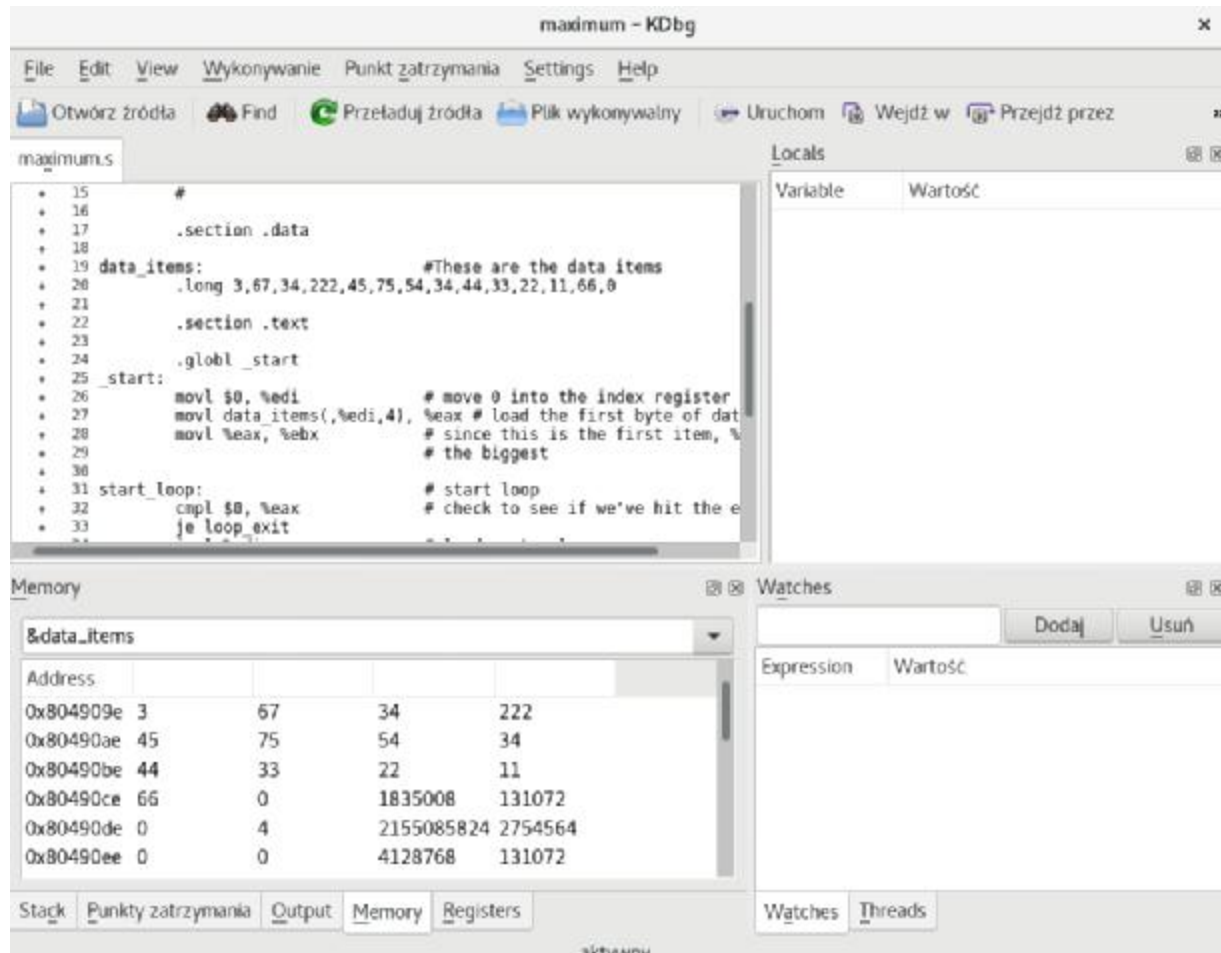 maximum – KDbg
File Edit View Wykonywanie Punkt zatrzymania Settings Help
Otwórz źródła Find Przeładuj źródła Plik wykonywalny Uruchom Wejdź w Przejdź przez »
maximum.s
15 #
16
17 .section .data
18
19 data_items: #These are the data items
20 .long 3,67,34,222,45,75,54,34,44,33,22,11,66,0
21
22 .section .text
23
24 .globl _start
25 _start:
26 movl $0, %edi # move 0 into the index register
27 movl data_items(,%edi,4), %eax # load the first byte of dat
28 movl %eax, %ebx # since this is the first item, %
29 # the biggest
30
31 start_loop: # start loop
32 cmpl $0, %eax # check to see if we've hit the e
33 je loop_exit
Locals
Variable Wartość
Memory
&data_items
Address
0x804909e 3 67 34 222
0x80490ae 45 75 54 34
0x80490be 44 33 22 11
0x80490ce 66 0 1835008 131072
0x80490de 0 4 2155085824 2754564
0x80490ee 0 0 4128768 131072
Stack Punkty zatrzymania Output Memory Registers
Watches
Dodaj Usuń
Expression Wartość
Watches Threads
aktywny